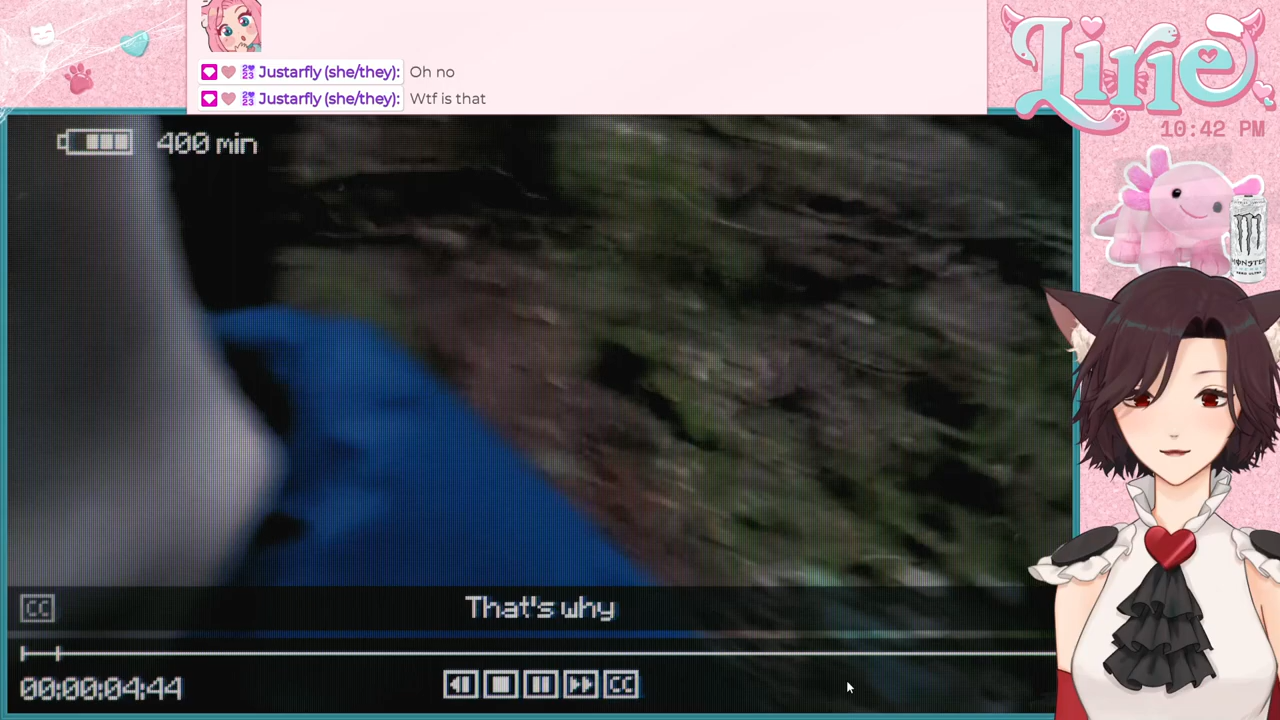 Justarfly (she/they): Oh no
Justarfly (she/they): Wtf is that
Lirie
10:42 PM
400 min
MONSTER
CC
That's why
00:00:04:44
CC